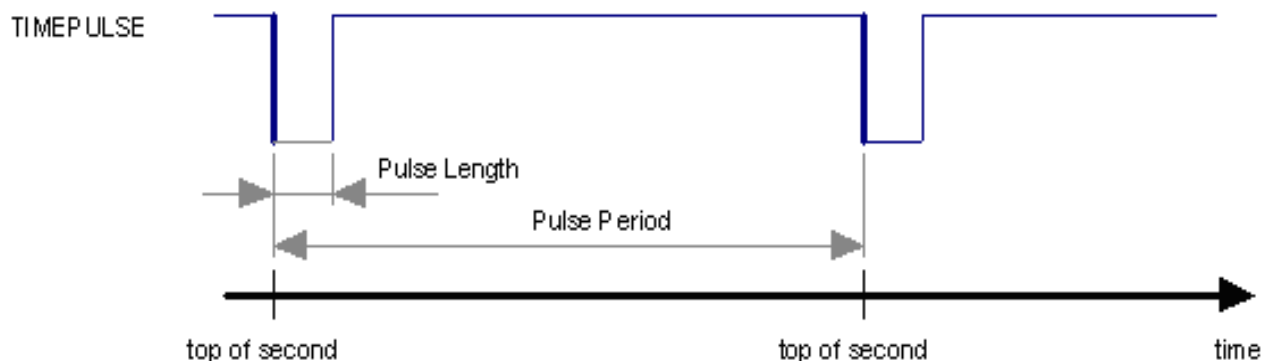 TIMEPULSE
Pulse Length
Pulse Period
top of second
top of second
time